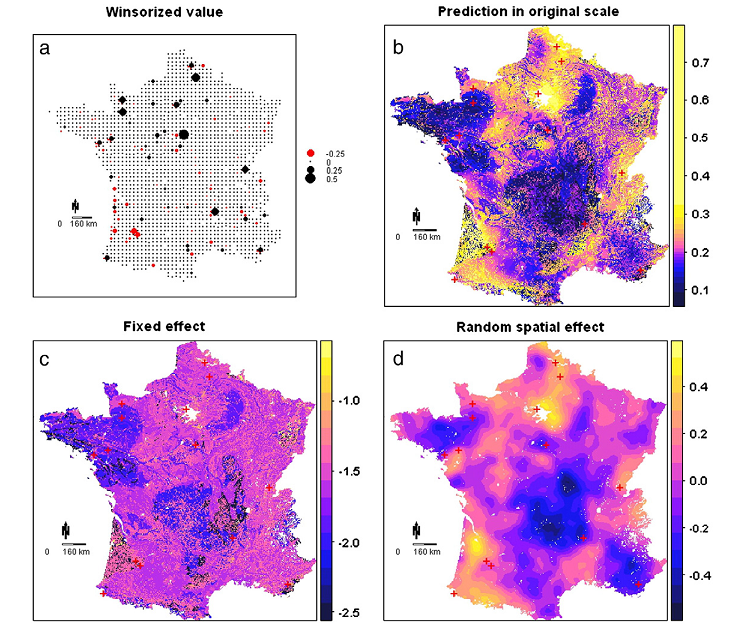 Winsorized value
a
N
0 160 km
-0.25
0
0.25
0.5
Prediction in original scale
b
N
0 160 km
0.7
0.6
0.5
0.4
0.3
0.2
0.1
Fixed effect
c
N
0 160 km
-1.0
-1.5
-2.0
-2.5
Random spatial effect
d
N
0 160 km
0.4
0.2
0.0
-0.2
-0.4